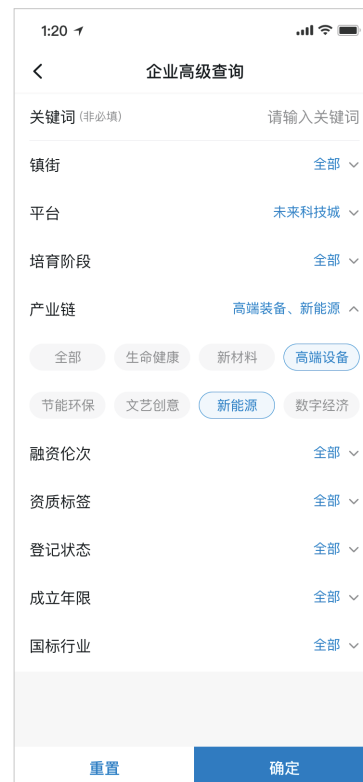 1:20
企业高级查询
关键词 (非必填) 请输入关键词
镇街 全部
平台 未来科技城
培育阶段 全部
产业链 高端装备、新能源
全部 生命健康 新材料 高端设备
节能环保 文艺创意 新能源 数字经济
融资伦次 全部
资质标签 全部
登记状态 全部
成立年限 全部
国标行业 全部
重置 确定